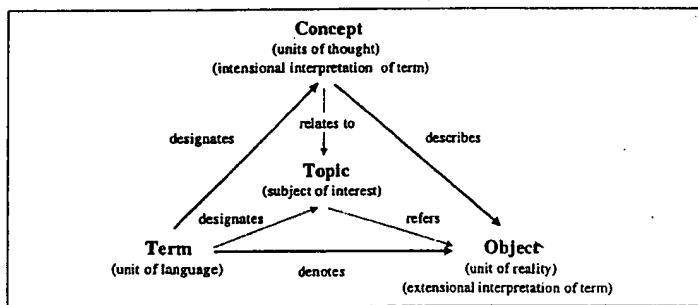 Concept
(units of thought)
(intensional interpretation of term)
designates
relates to
describes
Topic
(subject of interest)
designates
refers
Term
(unit of language)
denotes
Object
(unit of reality)
(extensional interpretation of term)